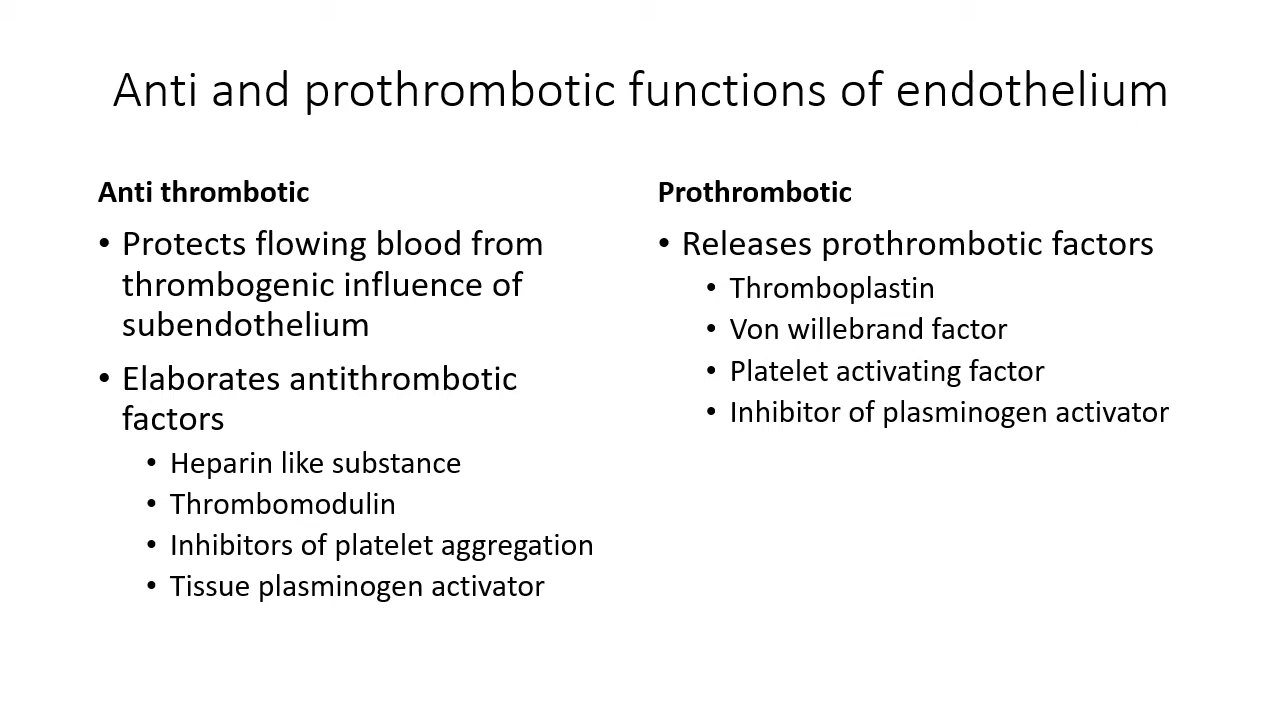 Anti and prothrombotic functions of endothelium
Anti thrombotic
• Protects flowing blood from
thrombogenic influence of
subendothelium
• Elaborates antithrombotic
factors
• Heparin like substance
• Thrombomodulin
• Inhibitors of platelet aggregation
• Tissue plasminogen activator
Prothrombotic
• Releases prothrombotic factors
• Thromboplastin
• Von willebrand factor
• Platelet activating factor
• Inhibitor of plasminogen activator